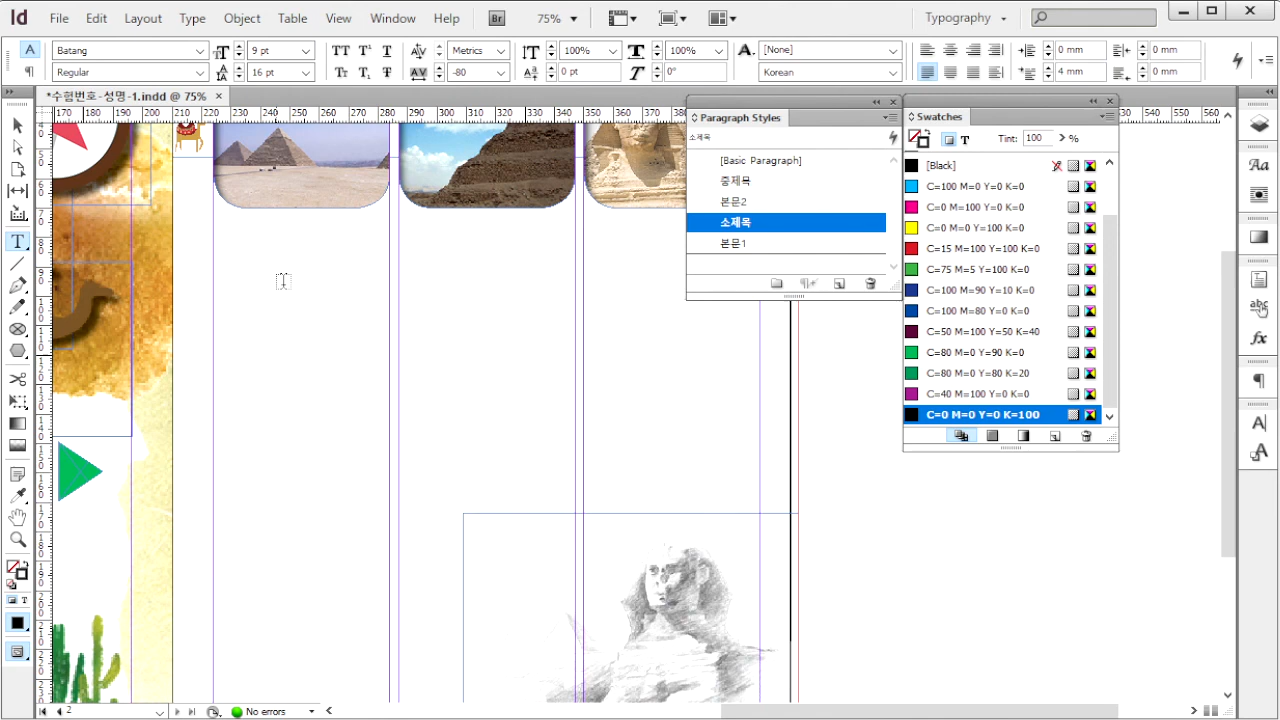 Id File Edit Layout Type Object Table View Window Help Br 75% Typography
A Batang 9 pt TT T¹ T Metrics 100% 100% A. [None] 0 mm 0 mm
¶ Regular 16 pt Tт T₁ Ŧ AV -80 0 pt 0° Korean 4 mm 0 mm
*수험번호-성명-1.indd @ 75% ×
170 180 190 200 210 220 230 240 250 260 270 280 290 300 310 320 330 340 350 360 370 380 530 540 550 560
Paragraph Styles
소제목
[Basic Paragraph]
중제목
본문2
소제목
본문1
Swatches
T Tint: 100 %
[Black]
C=100 M=0 Y=0 K=0
C=0 M=100 Y=0 K=0
C=0 M=0 Y=100 K=0
C=15 M=100 Y=100 K=0
C=75 M=5 Y=100 K=0
C=100 M=90 Y=10 K=0
C=100 M=80 Y=0 K=0
C=50 M=100 Y=50 K=40
C=80 M=0 Y=90 K=0
C=80 M=0 Y=80 K=20
C=40 M=100 Y=0 K=0
C=0 M=0 Y=0 K=100
2 No errors